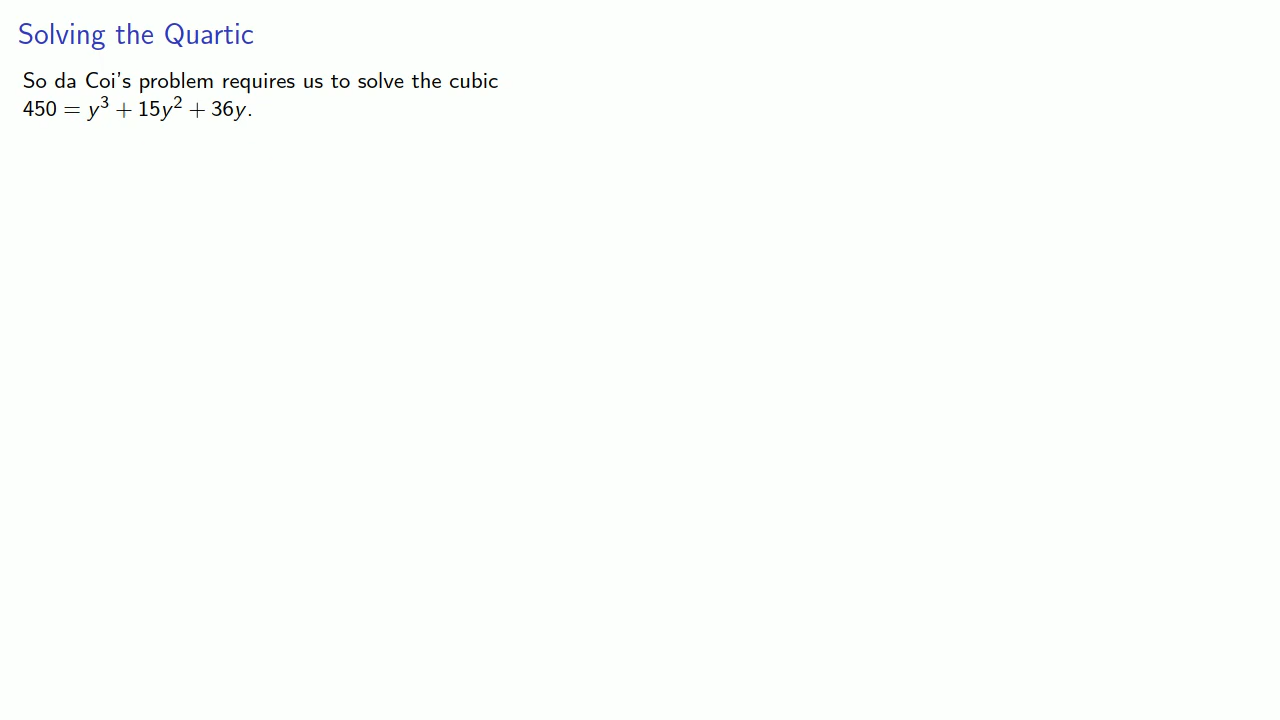 Solving the Quartic
So da Coi's problem requires us to solve the cubic
450 = y³ + 15y² + 36y.